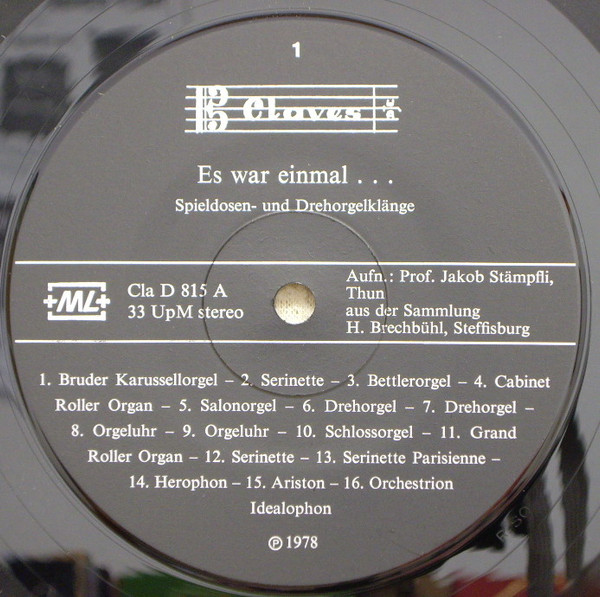 1
Claves
Es war einmal . . .
Spieldosen- und Drehorgelklänge
ML
Cla D 815 A
33 UpM stereo
Aufn.: Prof. Jakob Stämpfli,
Thun
aus der Sammlung
H. Brechbühl, Steffisburg
1. Bruder Karussellorgel – 2. Serinette – 3. Bettlerorgel – 4. Cabinet
Roller Organ – 5. Salonorgel – 6. Drehorgel – 7. Drehorgel –
8. Orgeluhr – 9. Orgeluhr – 10. Schlossorgel – 11. Grand
Roller Organ – 12. Serinette – 13. Serinette Parisienne –
14. Herophon – 15. Ariston – 16. Orchestrion
Idealophon
Ⓟ 1978